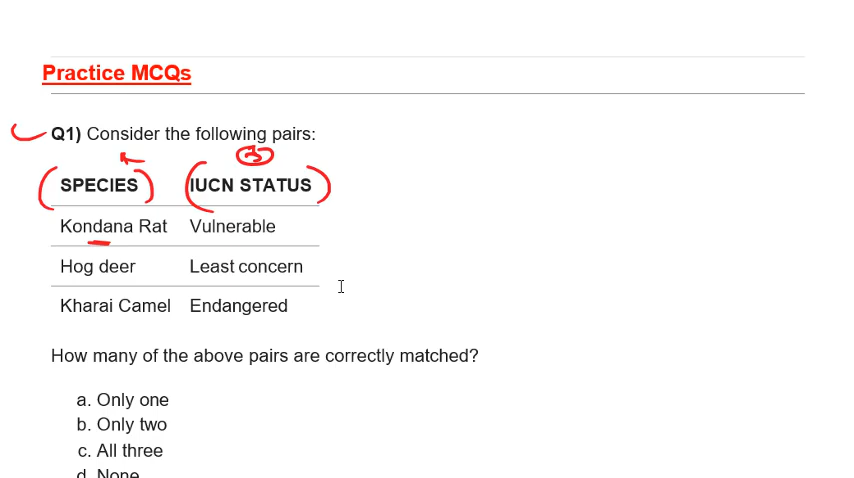 Practice MCQs
Q1) Consider the following pairs:
SPECIES IUCN STATUS
Kondana Rat Vulnerable
Hog deer Least concern
Kharai Camel Endangered
How many of the above pairs are correctly matched?
a. Only one
b. Only two
c. All three
d. None